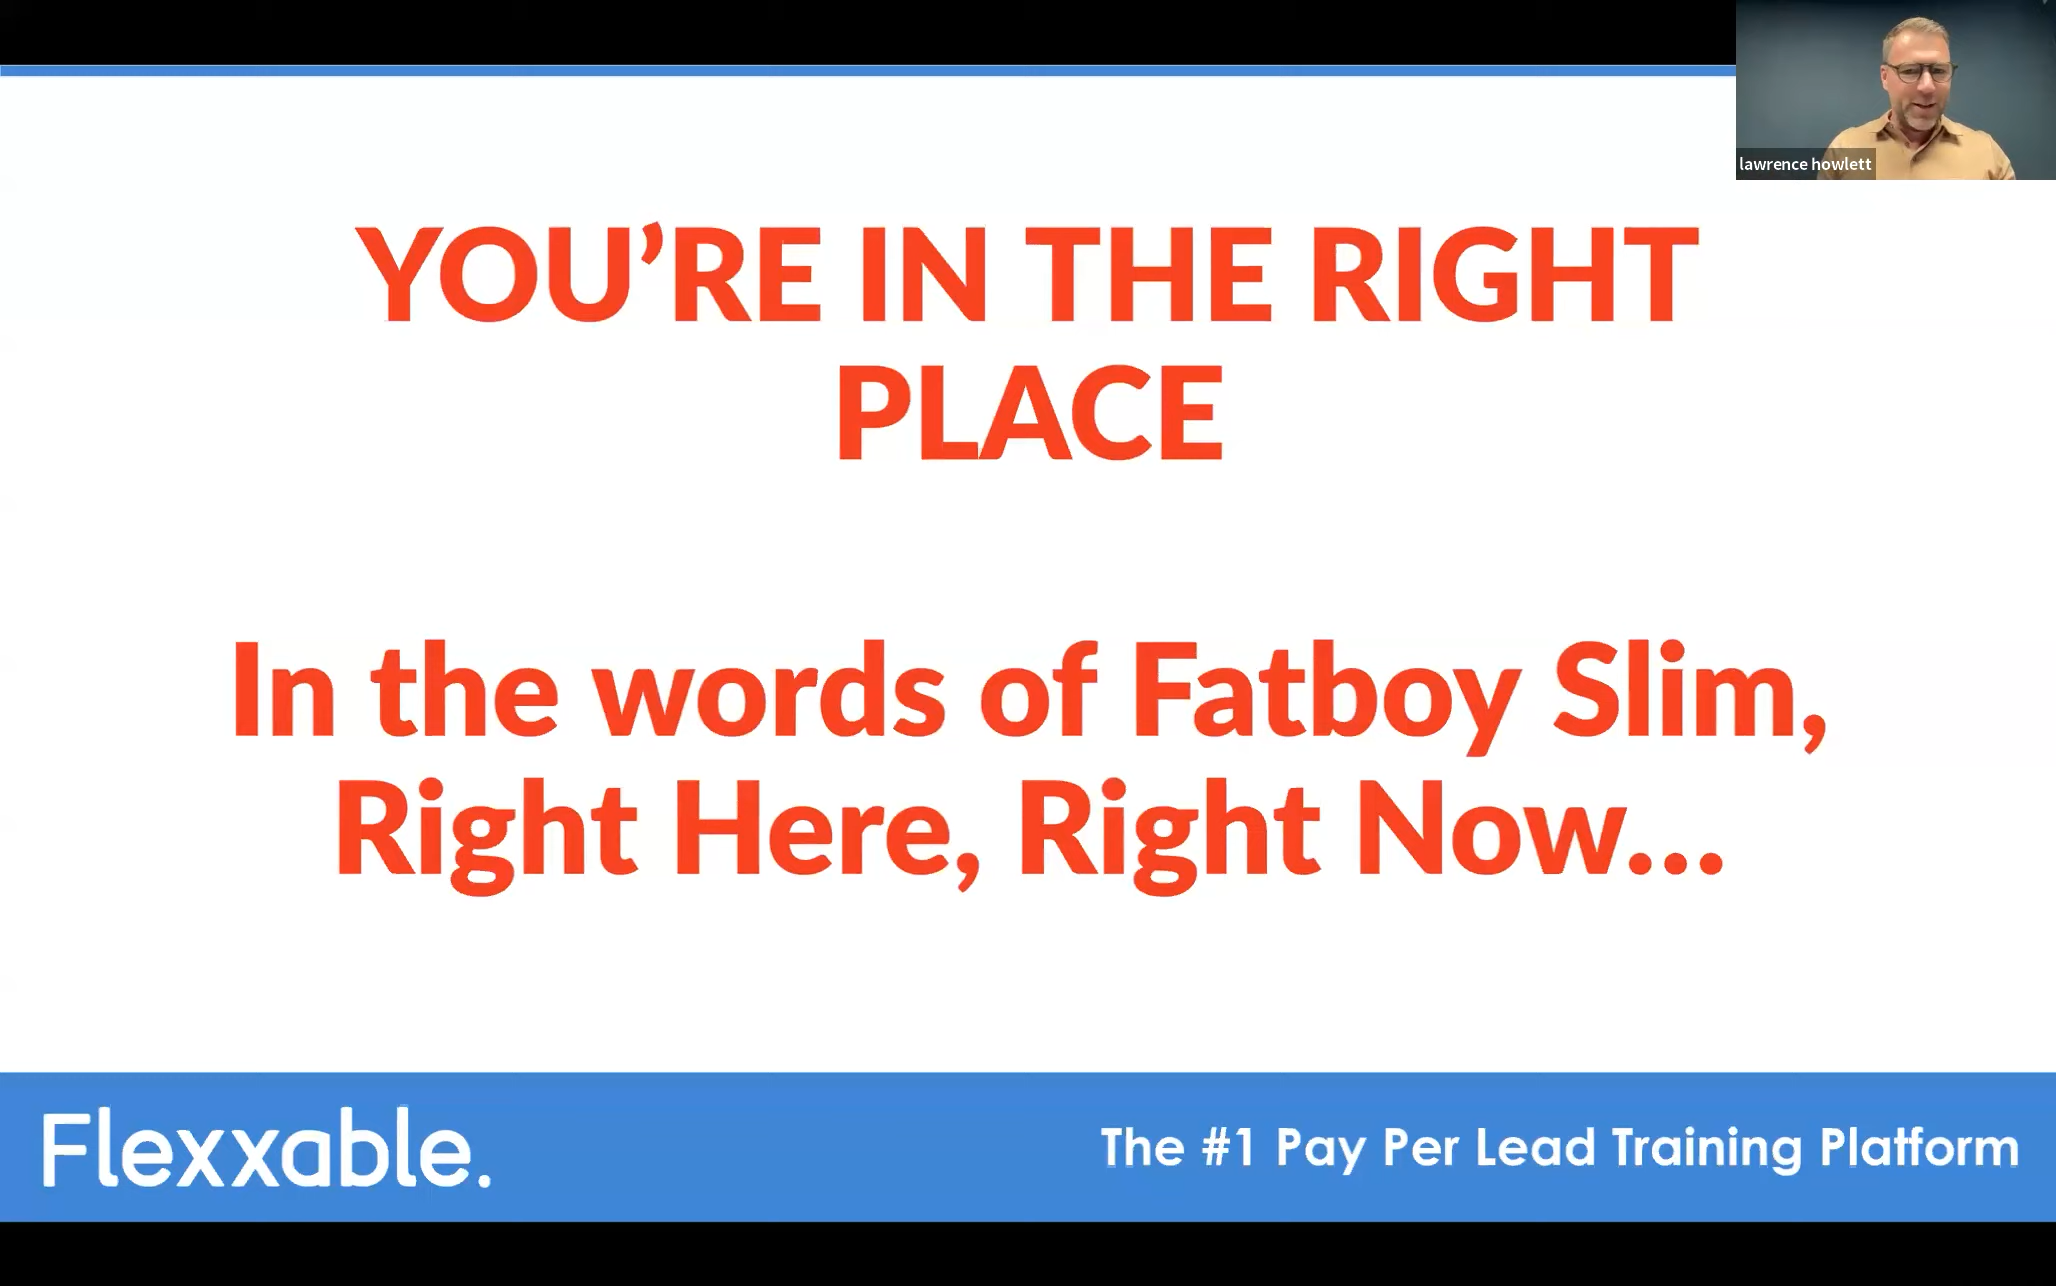 lawrence howlett
YOU’RE IN THE RIGHT
PLACE
In the words of Fatboy Slim,
Right Here, Right Now...
Flexxable.
The #1 Pay Per Lead Training Platform